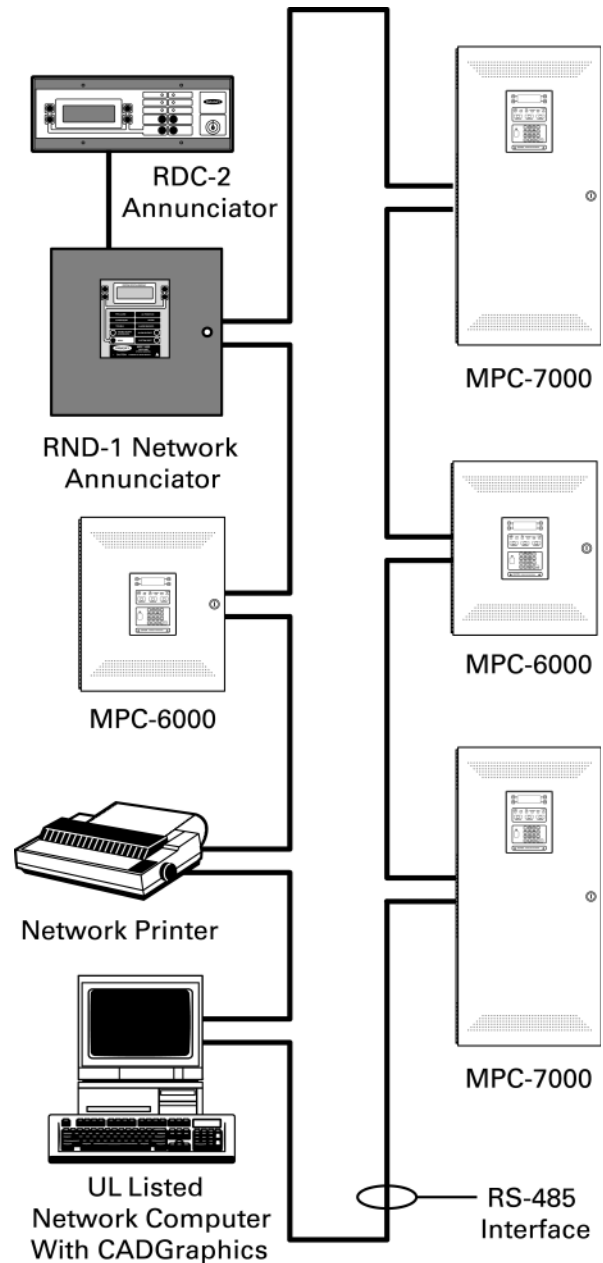 RDC-2
Annunciator
MPC-7000
RND-1 Network
Annunciator
MPC-6000
MPC-6000
Network Printer
MPC-7000
UL Listed
Network Computer
With CADGraphics
RS-485
Interface